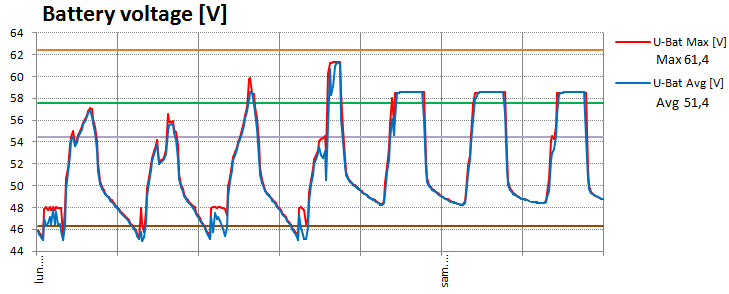 Battery voltage [V]
64
62
60
58
56
54
52
50
48
46
44
lun....
sam....
U-Bat Max [V]
Max 61,4
U-Bat Avg [V]
Avg 51,4